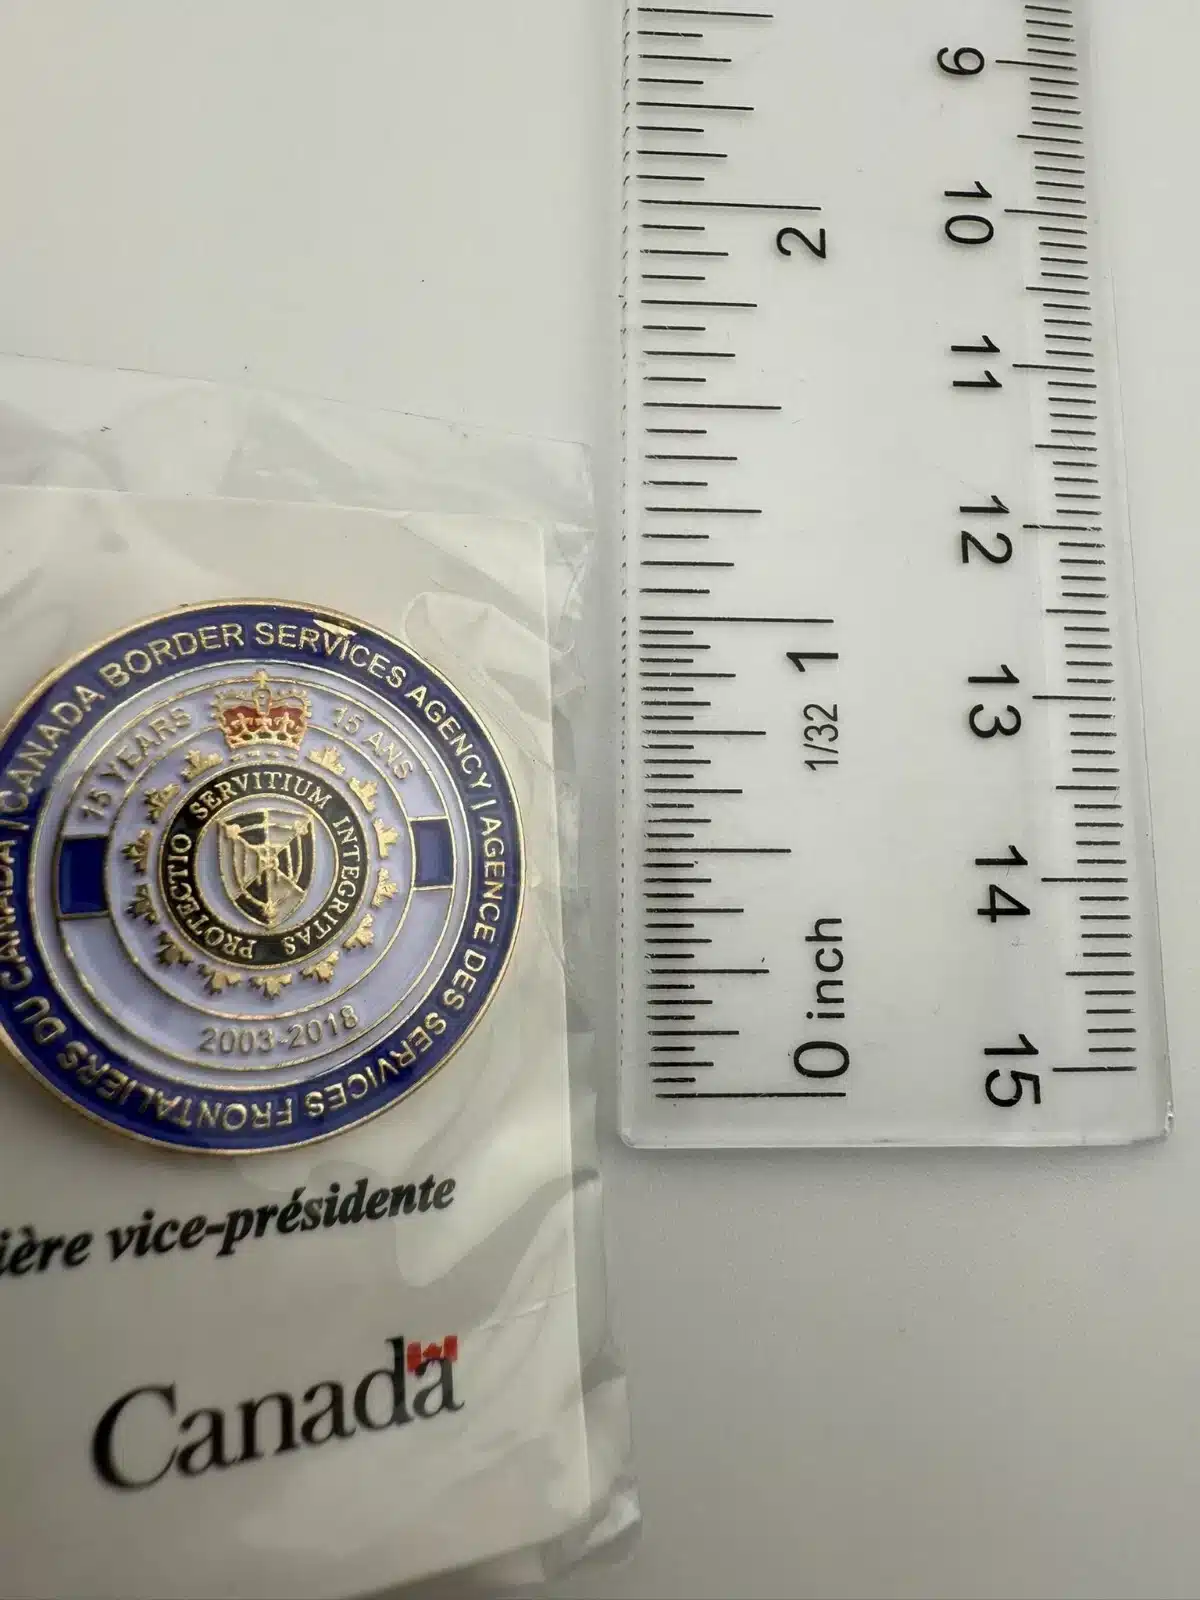 CANADA BORDER SERVICES AGENCY | AGENCE DES SERVICES FRONTALIERS DU CANADA |
15 YEARS 15 ANS
PROTECTIO SERVITIUM INTEGRITAS
2003-2018
ière vice-présidente
Canada
2
1
1/32
0 inch
9
10
11
12
13
14
15